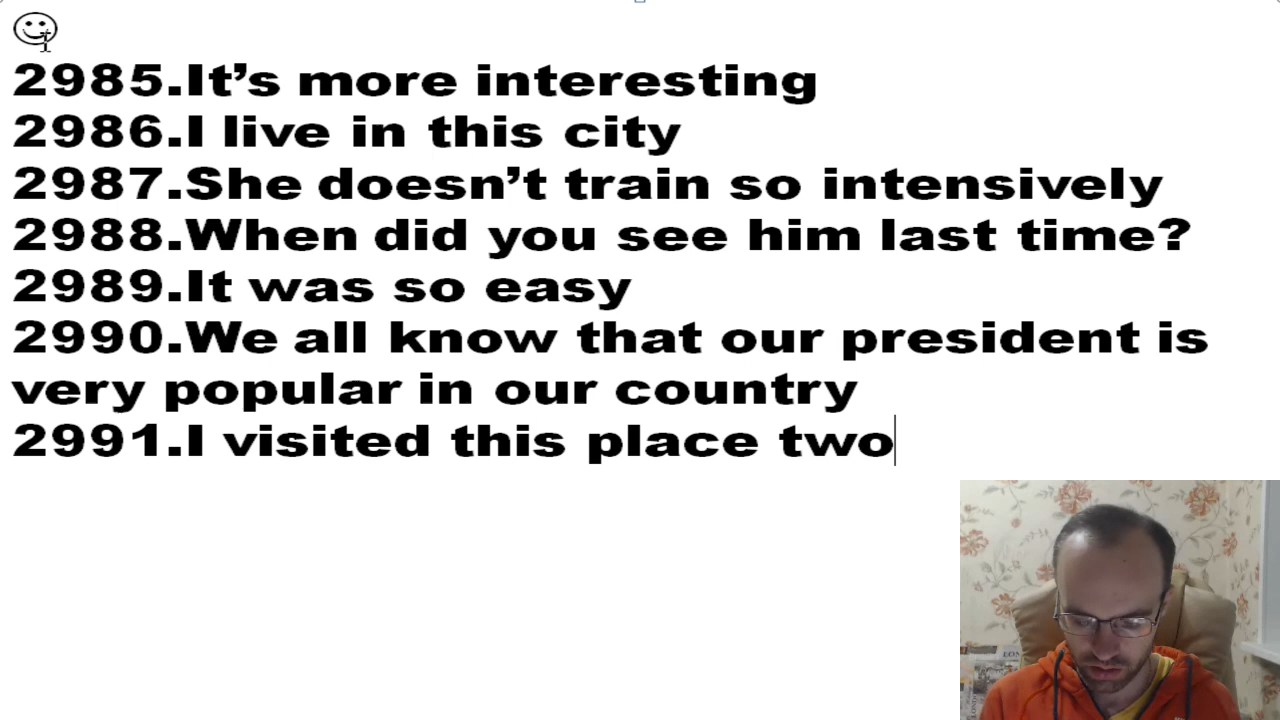 2985.It’s more interesting
2986.I live in this city
2987.She doesn’t train so intensively
2988.When did you see him last time?
2989.It was so easy
2990.We all know that our president is
very popular in our country
2991.I visited this place two